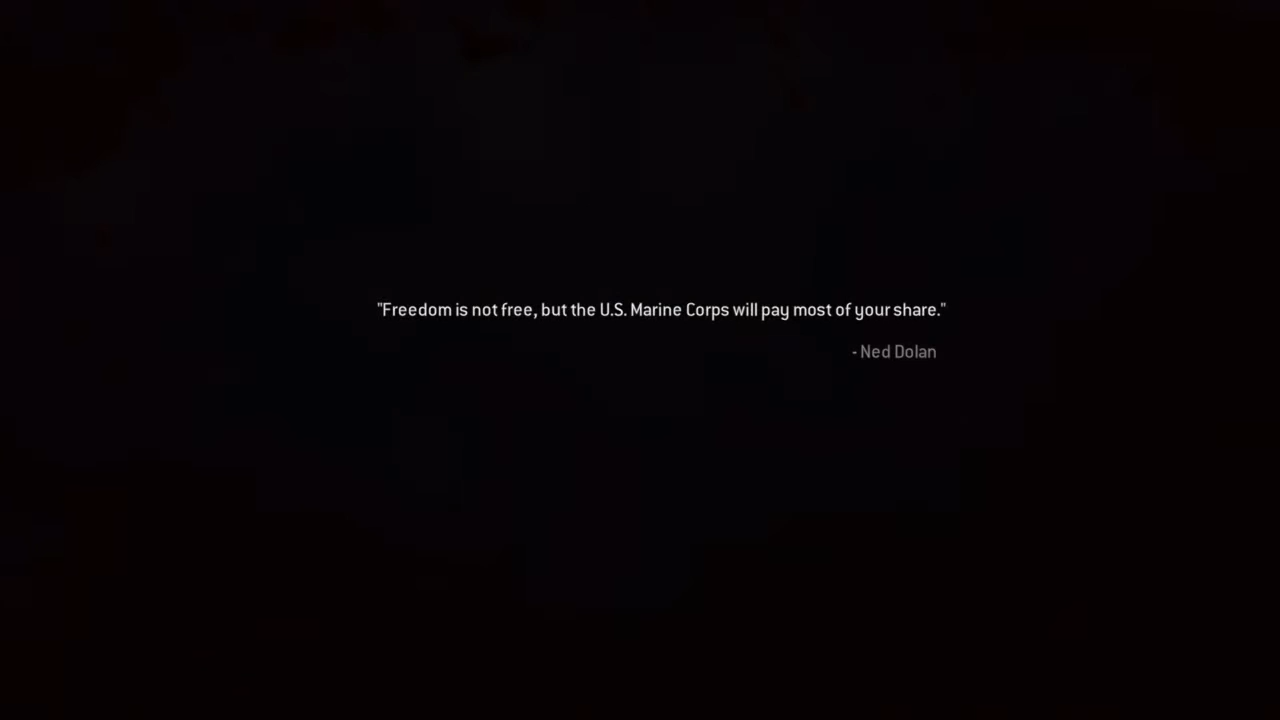 "Freedom is not free, but the U.S. Marine Corps will pay most of your share."
- Ned Dolan